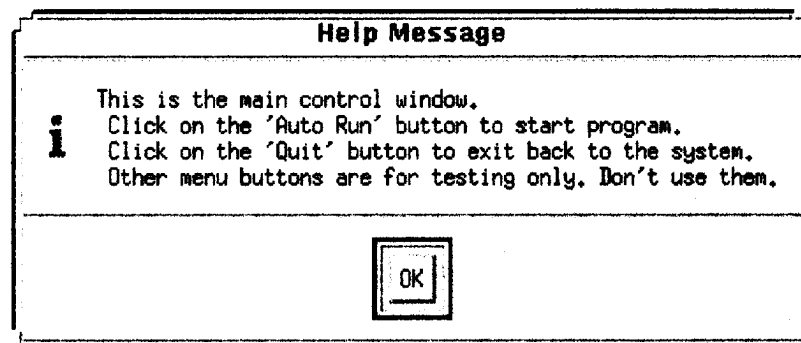 Help Message
This is the main control window.
Click on the 'Auto Run' button to start program.
Click on the 'Quit' button to exit back to the system.
Other menu buttons are for testing only. Don't use them.
OK